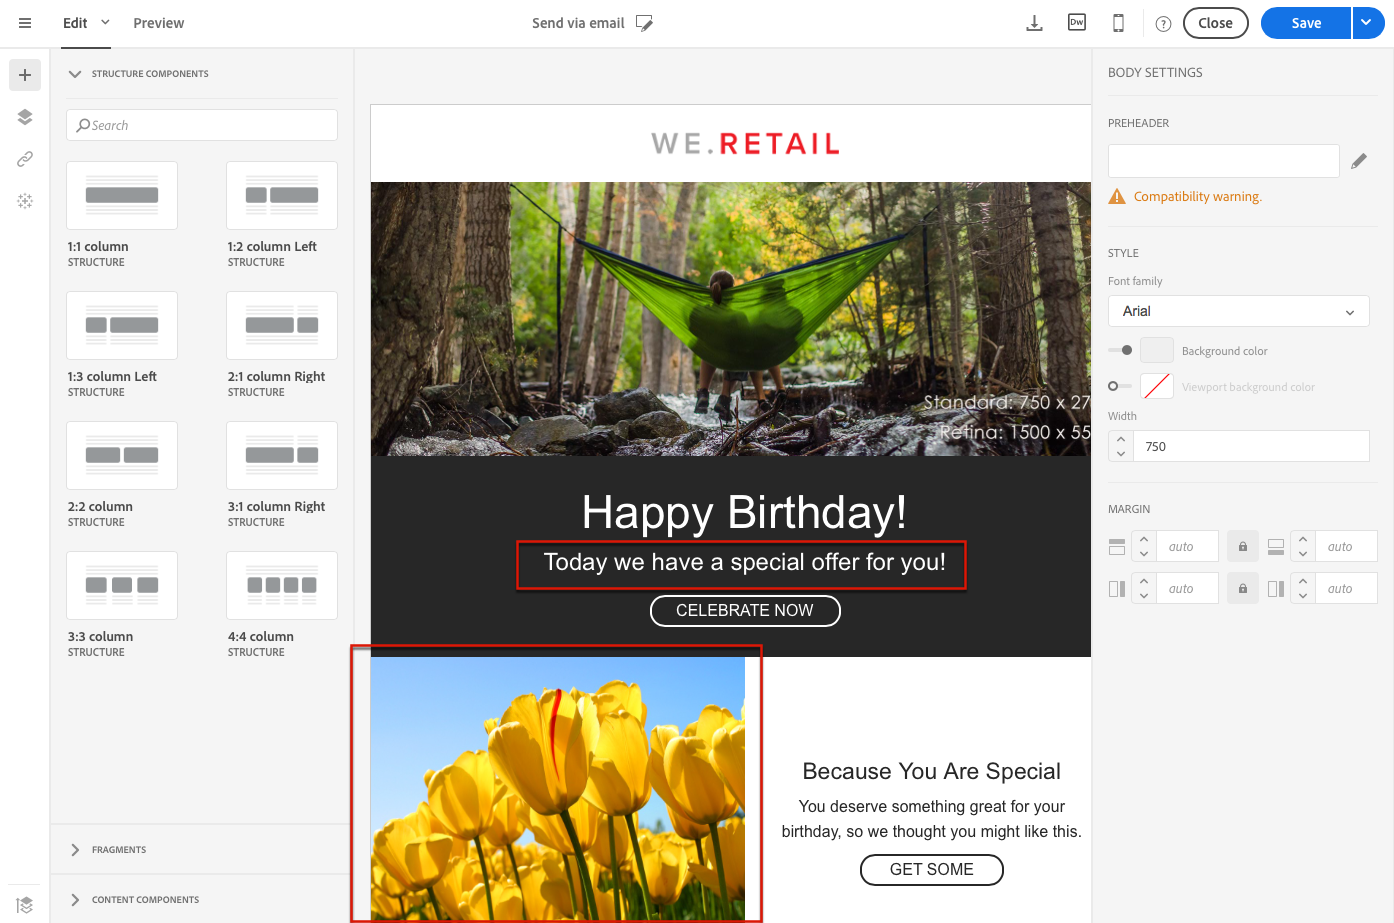 Edit
Preview
Send via email
Dw
?
Close
Save
STRUCTURE COMPONENTS
Search
1:1 column
STRUCTURE
1:2 column Left
STRUCTURE
1:3 column Left
STRUCTURE
2:1 column Right
STRUCTURE
2:2 column
STRUCTURE
3:1 column Right
STRUCTURE
3:3 column
STRUCTURE
4:4 column
STRUCTURE
FRAGMENTS
CONTENT COMPONENTS
WE.RETAIL
Standard: 750 x 27
Retina: 1500 x 55
Happy Birthday!
Today we have a special offer for you!
CELEBRATE NOW
Because You Are Special
You deserve something great for your
birthday, so we thought you might like this.
GET SOME
BODY SETTINGS
PREHEADER
Compatibility warning.
STYLE
Font family
Arial
Background color
Viewport background color
Width
750
MARGIN
auto
auto
auto
auto